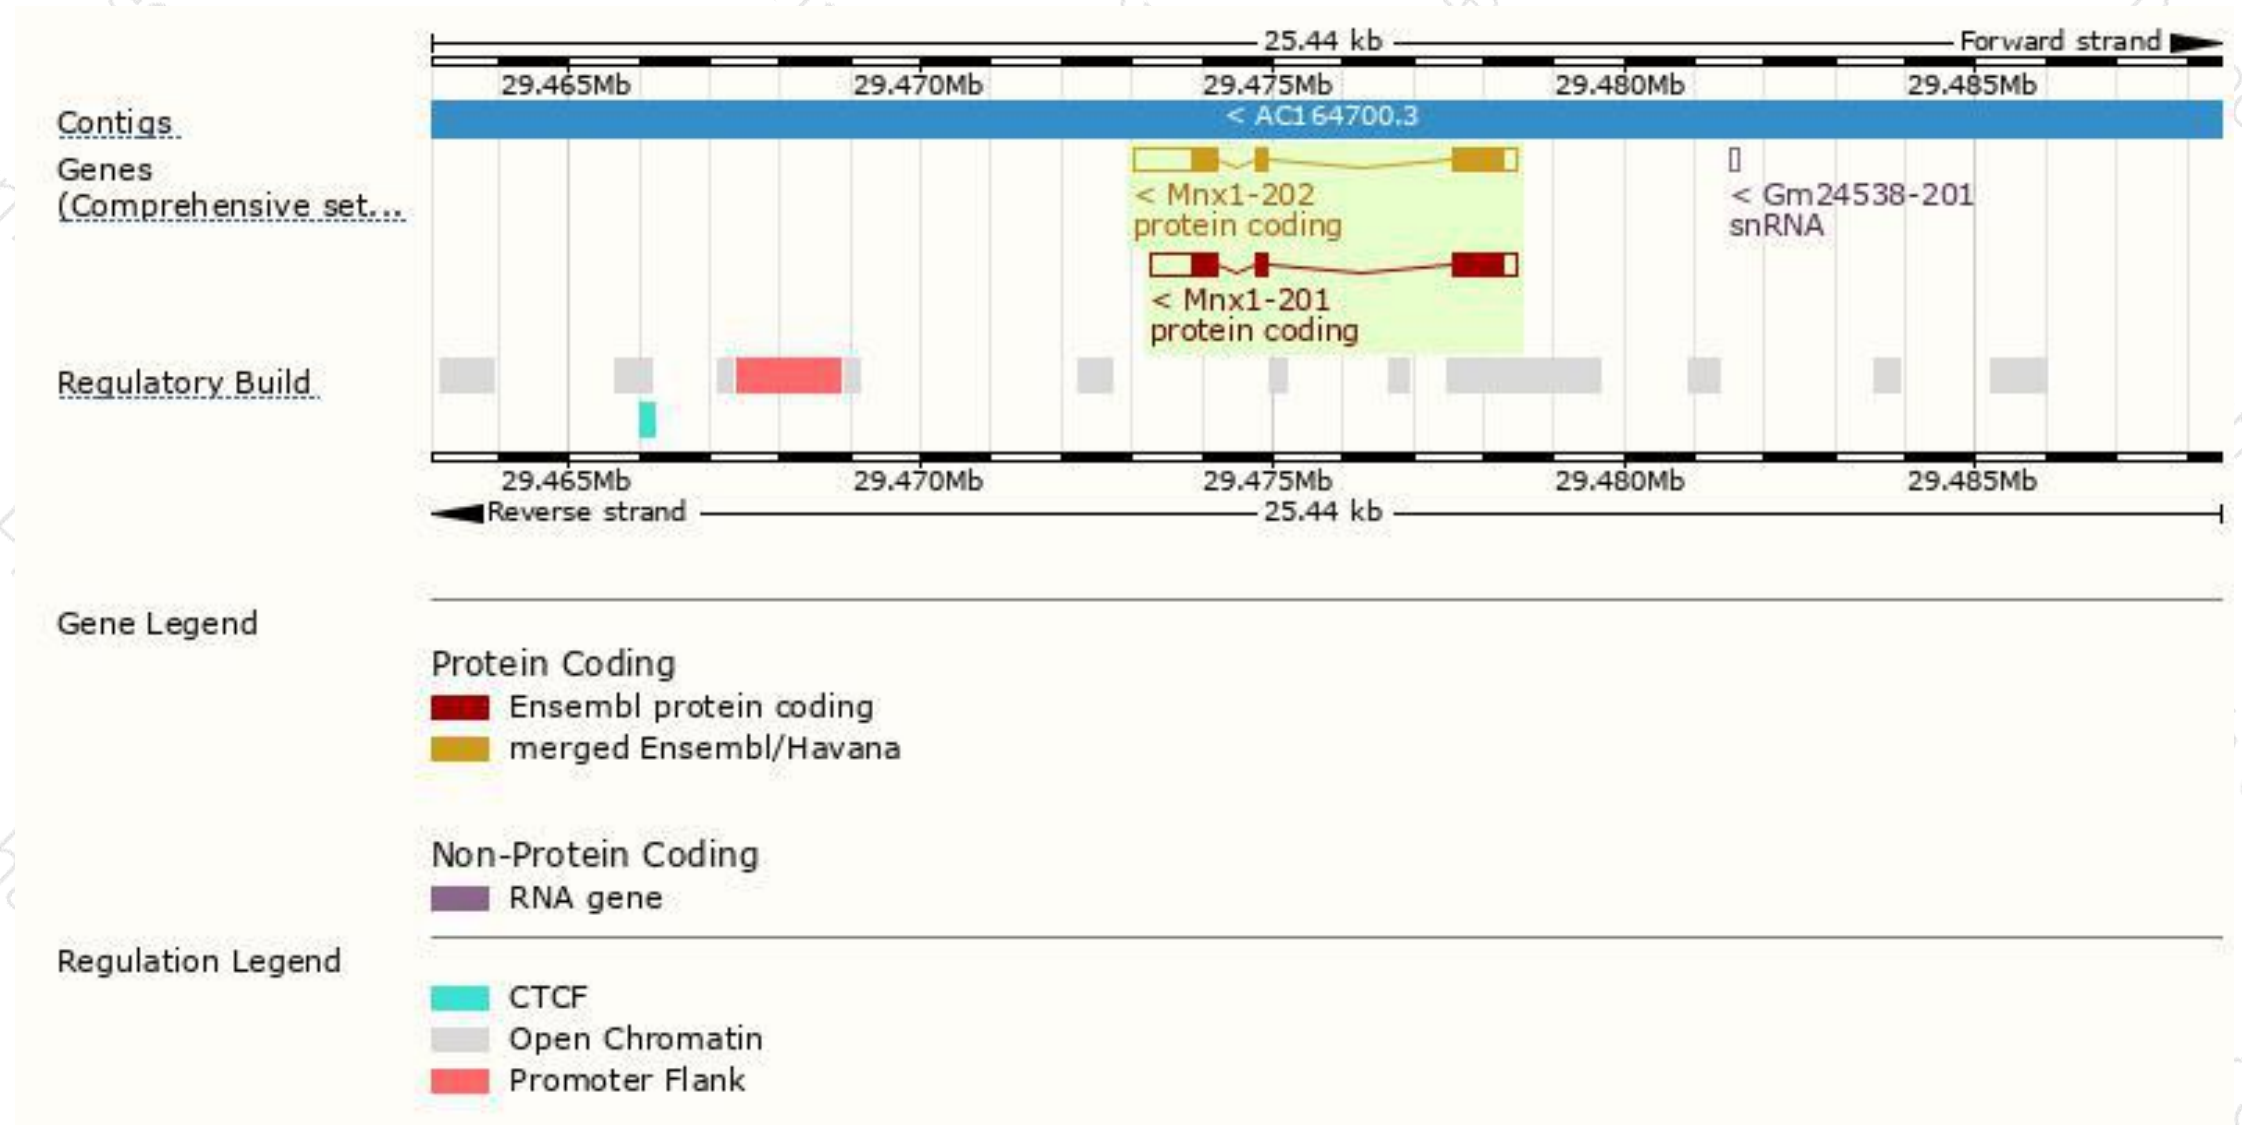 25.44 kb Forward strand
29.465Mb 29.470Mb 29.475Mb 29.480Mb 29.485Mb
Contigs < AC164700.3
Genes
(Comprehensive set...
< Mnx1-202
protein coding
< Gm24538-201
snRNA
< Mnx1-201
protein coding
Regulatory Build
29.465Mb 29.470Mb 29.475Mb 29.480Mb 29.485Mb
Reverse strand 25.44 kb
Gene Legend
Protein Coding
Ensembl protein coding
merged Ensembl/Havana
Non-Protein Coding
RNA gene
Regulation Legend
CTCF
Open Chromatin
Promoter Flank